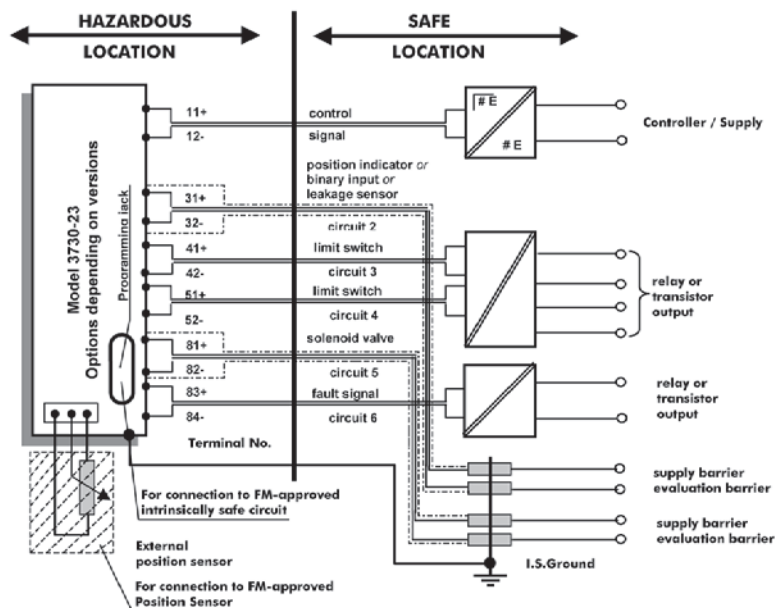 HAZARDOUS
LOCATION
SAFE
LOCATION
Model 3730-23
Options depending on versions
Programming jack
11+
12-
control
signal
# E
# E
Controller / Supply
31+
32-
position indicator or
binary input or
leakage sensor
circuit 2
41+
42-
limit switch
circuit 3
51+
52-
limit switch
circuit 4
relay or
transistor
output
81+
82-
solenoid valve
circuit 5
83+
84-
fault signal
circuit 6
relay or
transistor
output
Terminal No.
supply barrier
evaluation barrier
supply barrier
evaluation barrier
I.S.Ground
For connection to FM-approved
intrinsically safe circuit
External
position sensor
For connection to FM-approved
Position Sensor